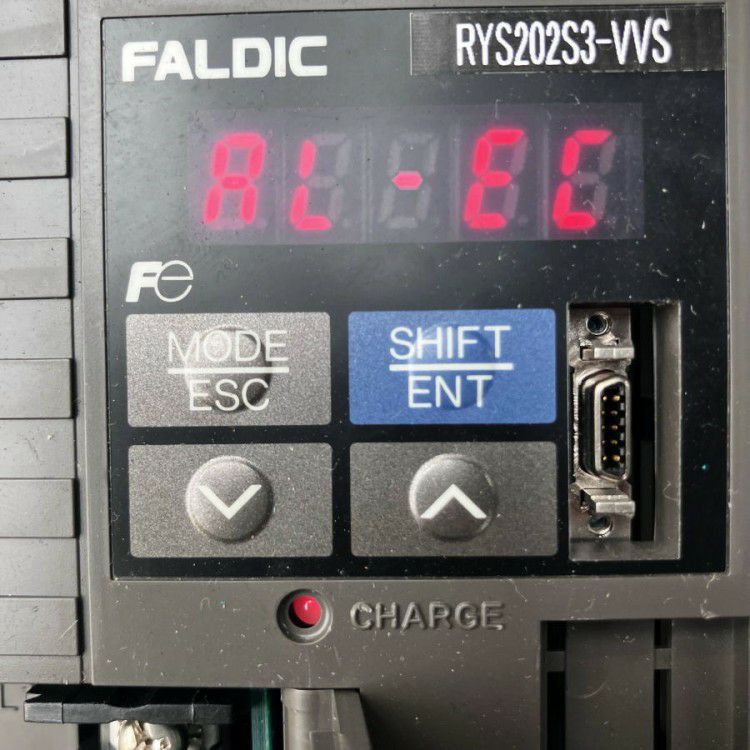 FALDIC
RYS202S3-VVS
AL-EC
Fe
MODE
ESC
SHIFT
ENT
CHARGE
L